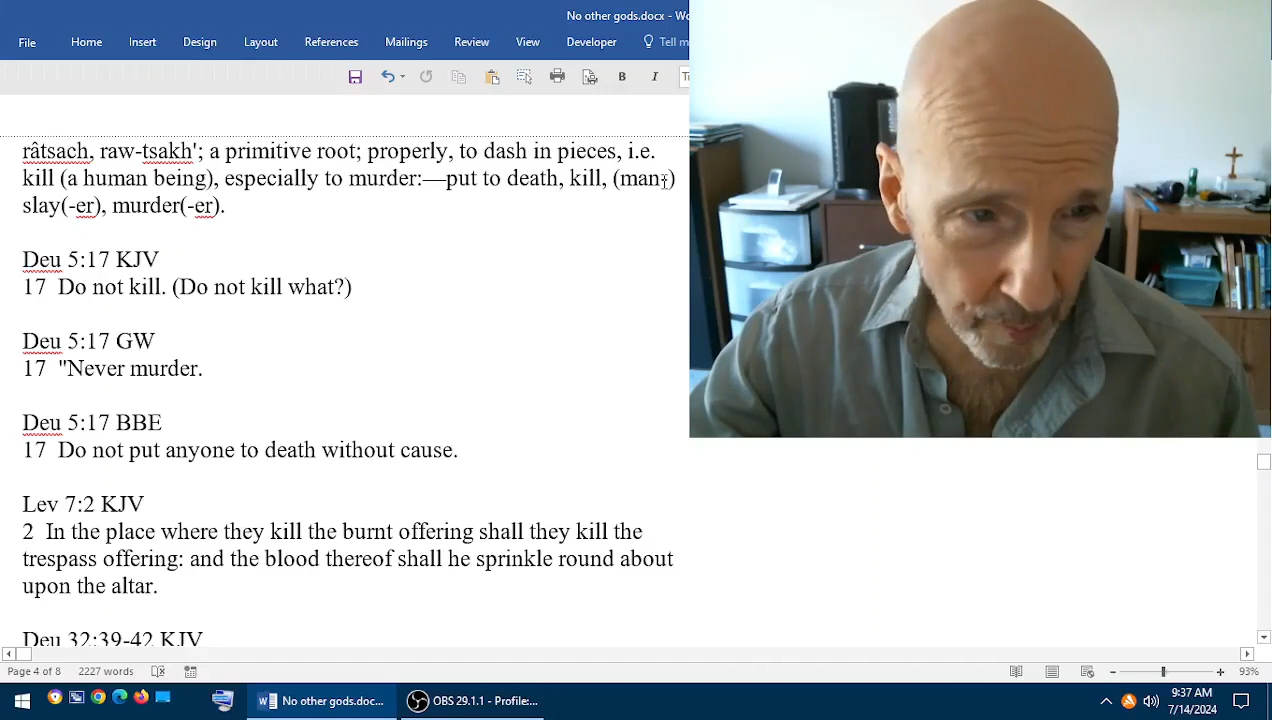 No other gods.docx - Wo
File Home Insert Design Layout References Mailings Review View Developer Tell m
B I
râtsach, raw-tsakh'; a primitive root; properly, to dash in pieces, i.e.
kill (a human being), especially to murder:—put to death, kill, (man-)
slay(-er), murder(-er).
Deu 5:17 KJV
17 Do not kill. (Do not kill what?)
Deu 5:17 GW
17 "Never murder.
Deu 5:17 BBE
17 Do not put anyone to death without cause.
Lev 7:2 KJV
2 In the place where they kill the burnt offering shall they kill the
trespass offering: and the blood thereof shall he sprinkle round about
upon the altar.
Deu 32:39-42 KJV
Page 4 of 8 2227 words 93%
No other gods.doc... OBS 29.1.1 - Profile:... 9:37 AM
7/14/2024